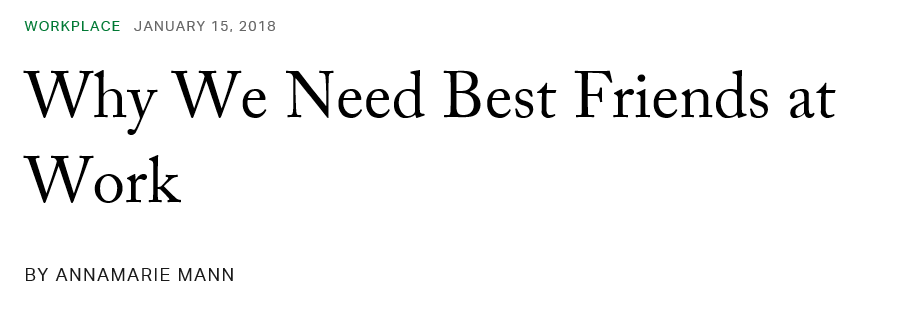 WORKPLACE JANUARY 15, 2018
Why We Need Best Friends at
Work
BY ANNAMARIE MANN